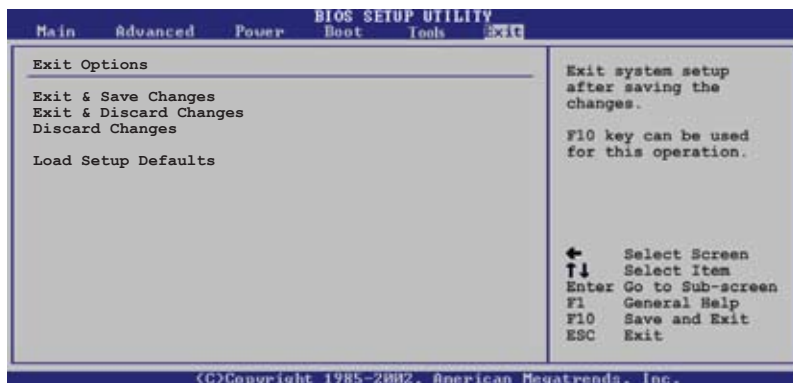 BIOS SETUP UTILITY
Main Advanced Power Boot Tools Exit
Exit Options
Exit & Save Changes
Exit & Discard Changes
Discard Changes
Load Setup Defaults
Exit system setup
after saving the
changes.
F10 key can be used
for this operation.
← Select Screen
↑↓ Select Item
Enter Go to Sub-screen
F1 General Help
F10 Save and Exit
ESC Exit
(C)Copyright 1985-2002, American Megatrends, Inc.